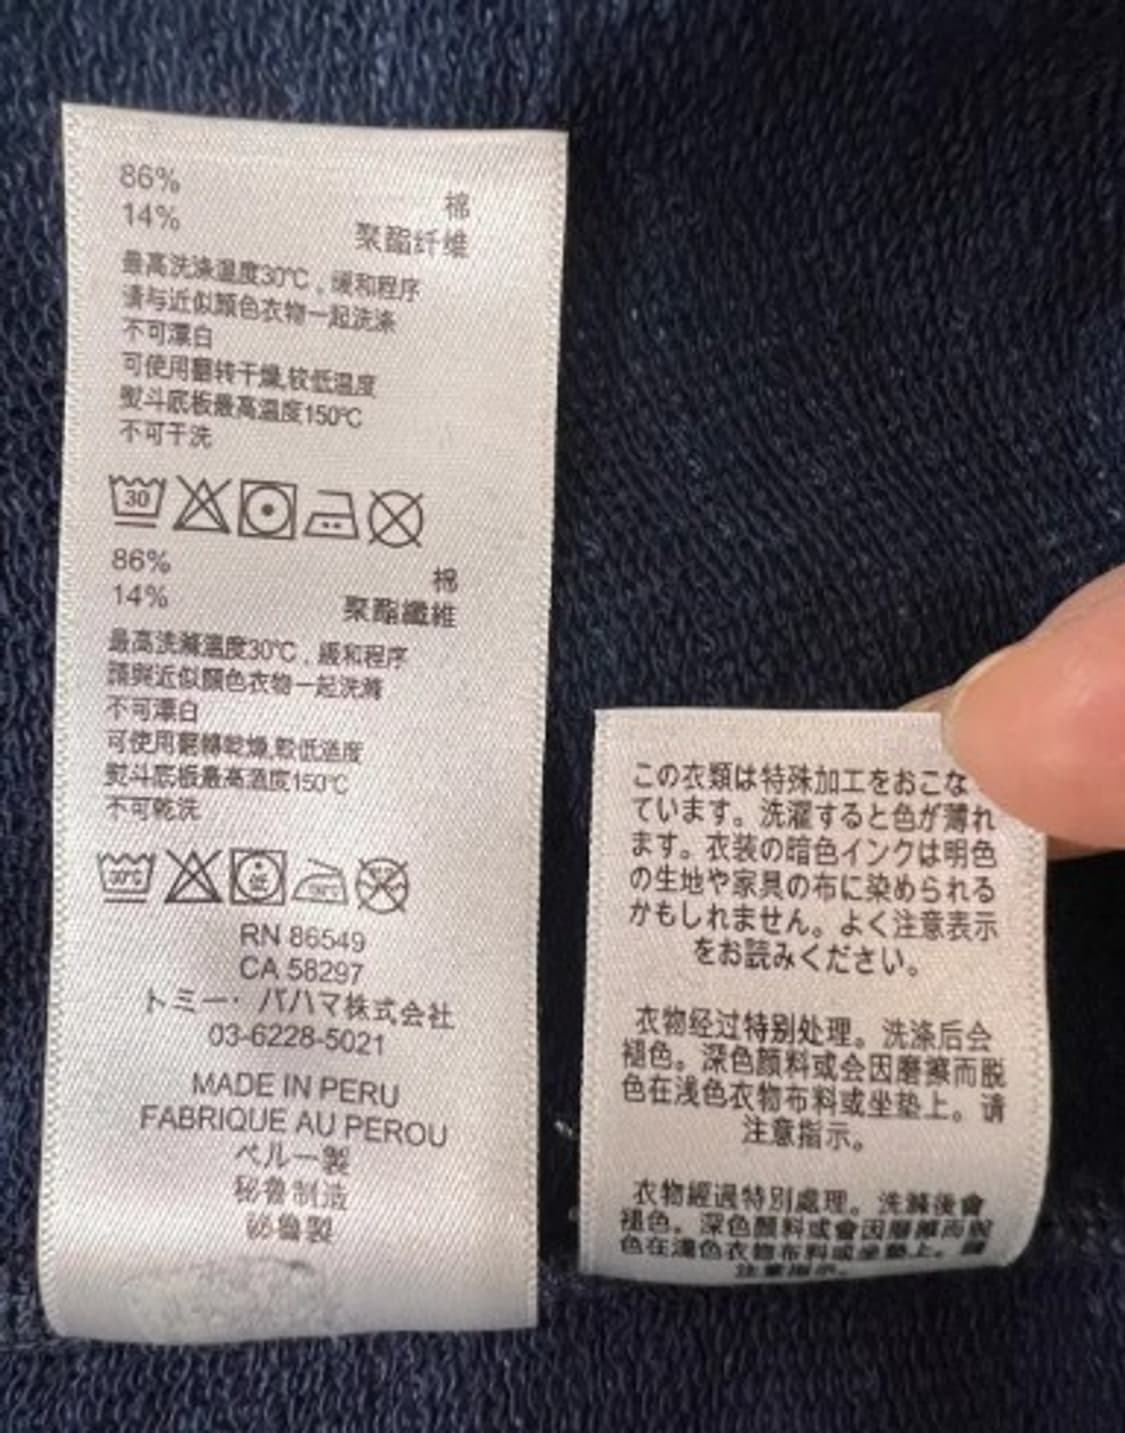 86%
棉
14%
聚酯纤维
最高洗涤温度30℃，缓和程序
请与近似颜色衣物一起洗涤
不可漂白
可使用翻转干燥,较低温度
熨斗底板最高温度150℃
不可干洗
30
86%
棉
14%
聚酯纖維
最高洗滌溫度30℃，緩和程序
請與近似顏色衣物一起洗滌
不可漂白
可使用翻轉乾燥,較低溫度
熨斗底板最高溫度150℃
不可乾洗
30℃
低
RN 86549
CA 58297
トミー・バハマ株式会社
03-6228-5021
MADE IN PERU
FABRIQUE AU PEROU
ペルー製
秘鲁制造
秘魯製
この衣類は特殊加工をおこな
ています。洗濯すると色が薄れ
ます。衣装の暗色インクは明色
の生地や家具の布に染められる
かもしれません。よく注意表示
をお読みください。
衣物经过特别处理。洗涤后会
褪色。深色颜料或会因磨擦而脱
色在浅色衣物布料或坐垫上。请
注意指示。
衣物經過特別處理。洗滌後會
褪色。深色顏料或會因磨擦而脫
色在淺色衣物布料或坐墊上。請
注意指示。